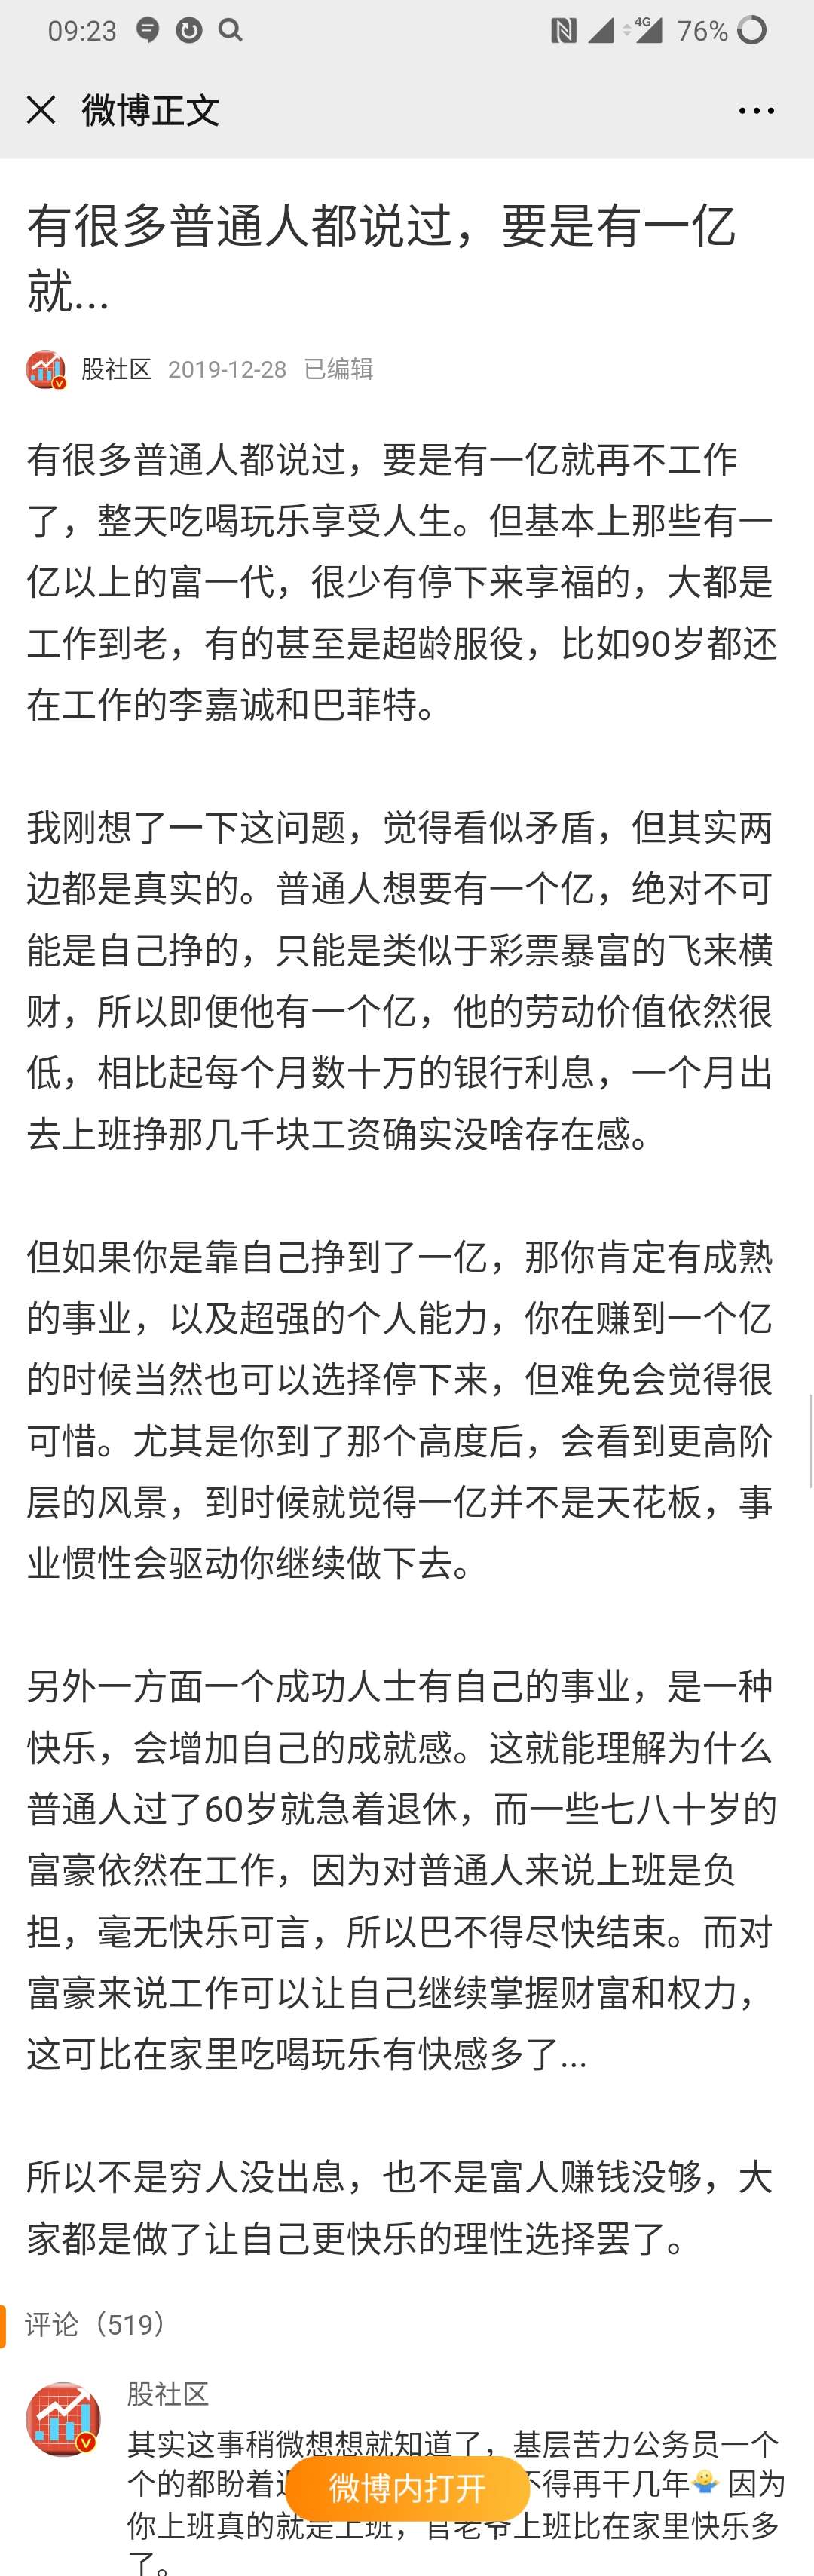 09:23
4G
76%
微博正文
有很多普通人都说过，要是有一亿
就...
股社区 2019-12-28 已编辑
有很多普通人都说过，要是有一亿就再不工作
了，整天吃喝玩乐享受人生。但基本上那些有一
亿以上的富一代，很少有停下来享福的，大都是
工作到老，有的甚至是超龄服役，比如90岁都还
在工作的李嘉诚和巴菲特。
我刚想了一下这问题，觉得看似矛盾，但其实两
边都是真实的。普通人想要有一个亿，绝对不可
能是自己挣的，只能是类似于彩票暴富的飞来横
财，所以即便他有一个亿，他的劳动价值依然很
低，相比起每个月数十万的银行利息，一个月出
去上班挣那几千块工资确实没啥存在感。
但如果你是靠自己挣到了一亿，那你肯定有成熟
的事业，以及超强的个人能力，你在赚到一个亿
的时候当然也可以选择停下来，但难免会觉得很
可惜。尤其是你到了那个高度后，会看到更高阶
层的风景，到时候就觉得一亿并不是天花板，事
业惯性会驱动你继续做下去。
另外一方面一个成功人士有自己的事业，是一种
快乐，会增加自己的成就感。这就能理解为什么
普通人过了60岁就急着退休，而一些七八十岁的
富豪依然在工作，因为对普通人来说上班是负
担，毫无快乐可言，所以巴不得尽快结束。而对
富豪来说工作可以让自己继续掌握财富和权力，
这可比在家里吃喝玩乐有快感多了...
所以不是穷人没出息，也不是富人赚钱没够，大
家都是做了让自己更快乐的理性选择罢了。
评论（519）
股社区
其实这事稍微想想就知道了，基层苦力公务员一个
个的都盼着 不得再干几年🤷 因为
微博内打开
你上班真的就是上班，官老爷上班比在家里快乐多
了。